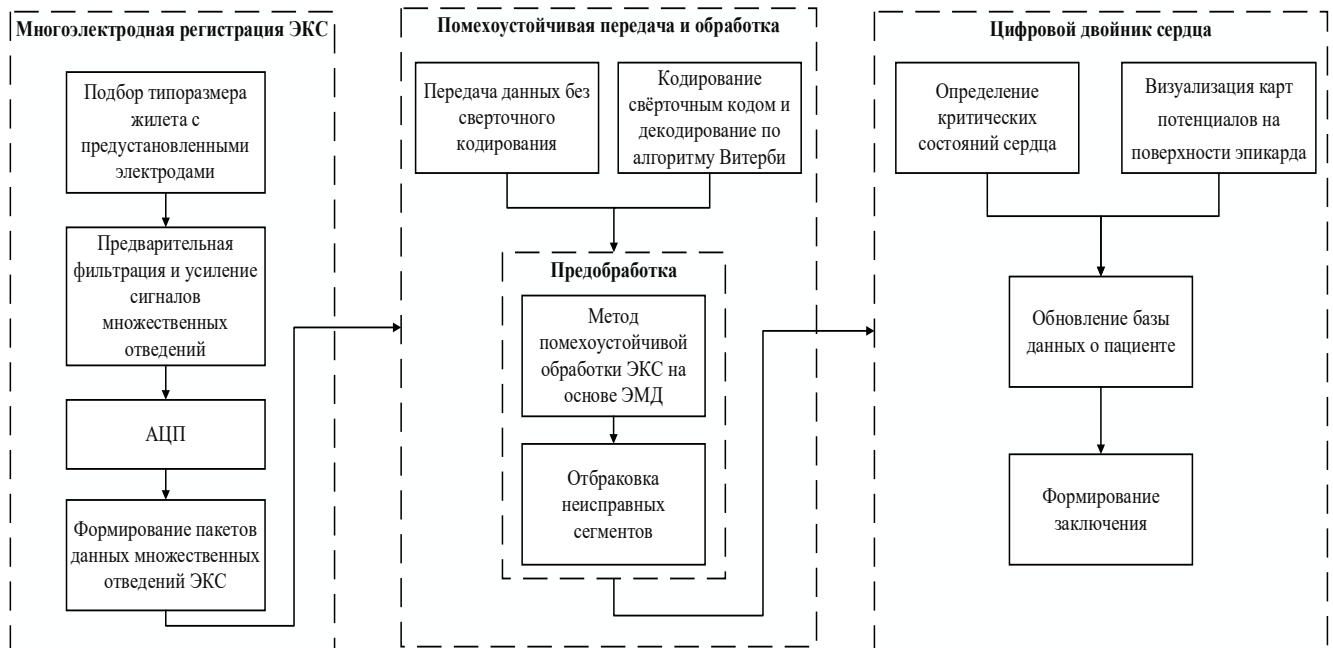 Многоэлектродная регистрация ЭКС
Подбор типоразмера
жилета с
предустановленными
электродами
Предварительная
фильтрация и усиление
сигналов
множественных
отведений
АЦП
Формирование пакетов
данных множественных
отведений ЭКС
Помехоустойчивая передача и обработка
Передача данных без
сверточного
кодирования
Кодирование
свёрточным кодом и
декодирование по
алгоритму Витерби
Предобработка
Метод
помехоустойчивой
обработки ЭКС на
основе ЭМД
Отбраковка
неисправных
сегментов
Цифровой двойник сердца
Определение
критических
состояний сердца
Визуализация карт
потенциалов на
поверхности эпикарда
Обновление базы
данных о пациенте
Формирование
заключения